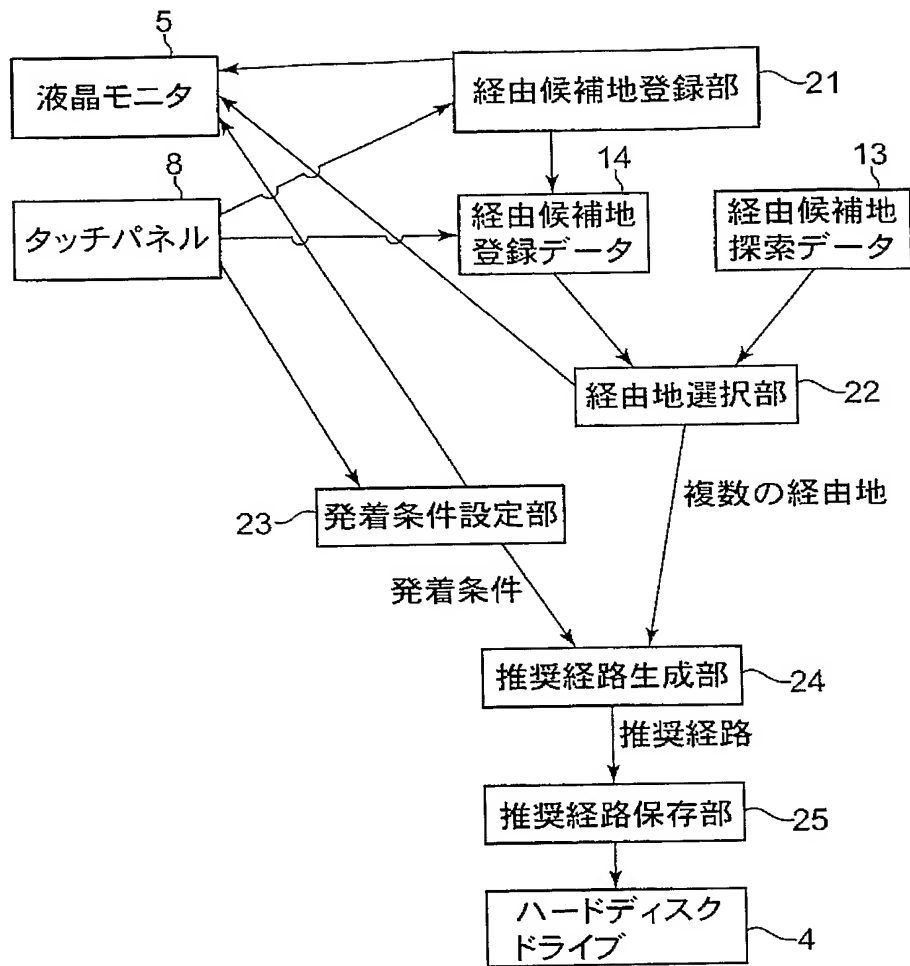 5
液晶モニタ
経由候補地登録部
21
8
タッチパネル
14
経由候補地
登録データ
13
経由候補地
探索データ
経由地選択部
22
複数の経由地
23
発着条件設定部
発着条件
推奨経路生成部
24
推奨経路
推奨経路保存部
25
ハードディスク
ドライブ
4